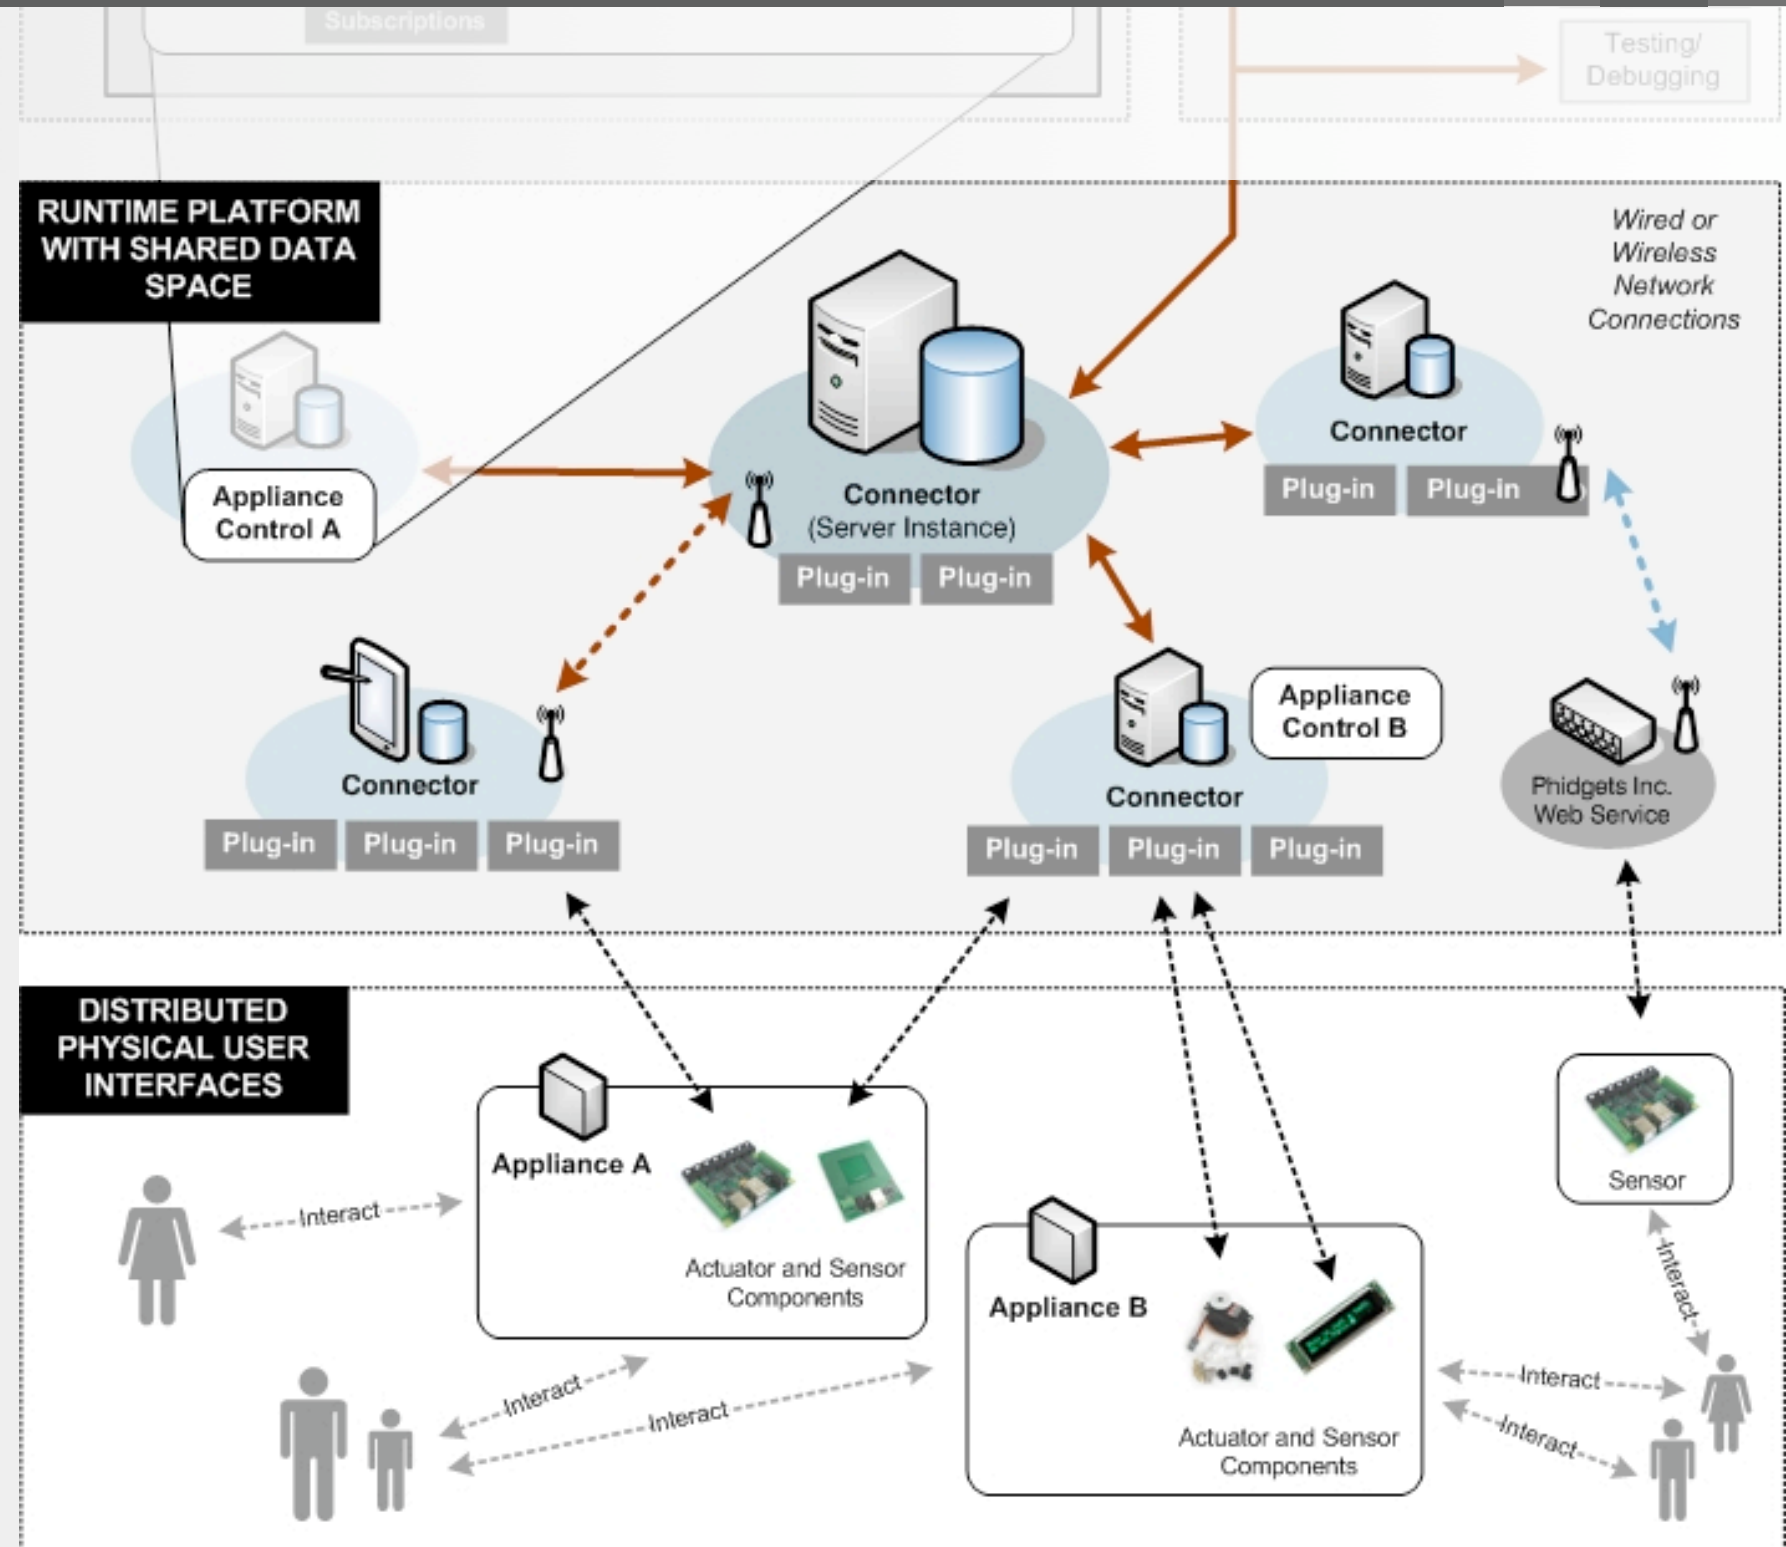 Subscriptions
Testing/
Debugging
RUNTIME PLATFORM
WITH SHARED DATA
SPACE
Wired or
Wireless
Network
Connections
Appliance
Control A
Connector
(Server Instance)
Plug-in
Plug-in
Connector
Plug-in
Plug-in
Connector
Plug-in
Plug-in
Plug-in
Appliance
Control B
Connector
Plug-in
Plug-in
Plug-in
Phidgets Inc.
Web Service
DISTRIBUTED
PHYSICAL USER
INTERFACES
Appliance A
Actuator and Sensor
Components
Interact
Sensor
Interact
Appliance B
Actuator and Sensor
Components
Interact
Interact
Interact
Interact